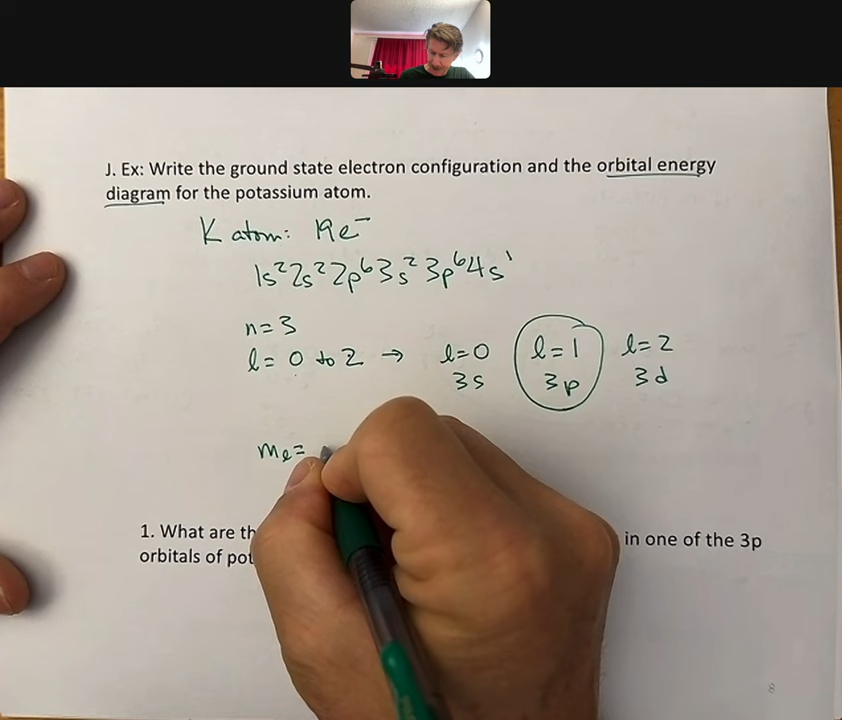 J. Ex: Write the ground state electron configuration and the orbital energy
diagram for the potassium atom.
K atom: 19e⁻
1s²2s²2p⁶3s²3p⁶4s¹
n=3
l= 0 to 2 → l=0 l=1 l=2
3s 3p 3d
mₗ=
1. What are in one of the 3p
orbitals of
8